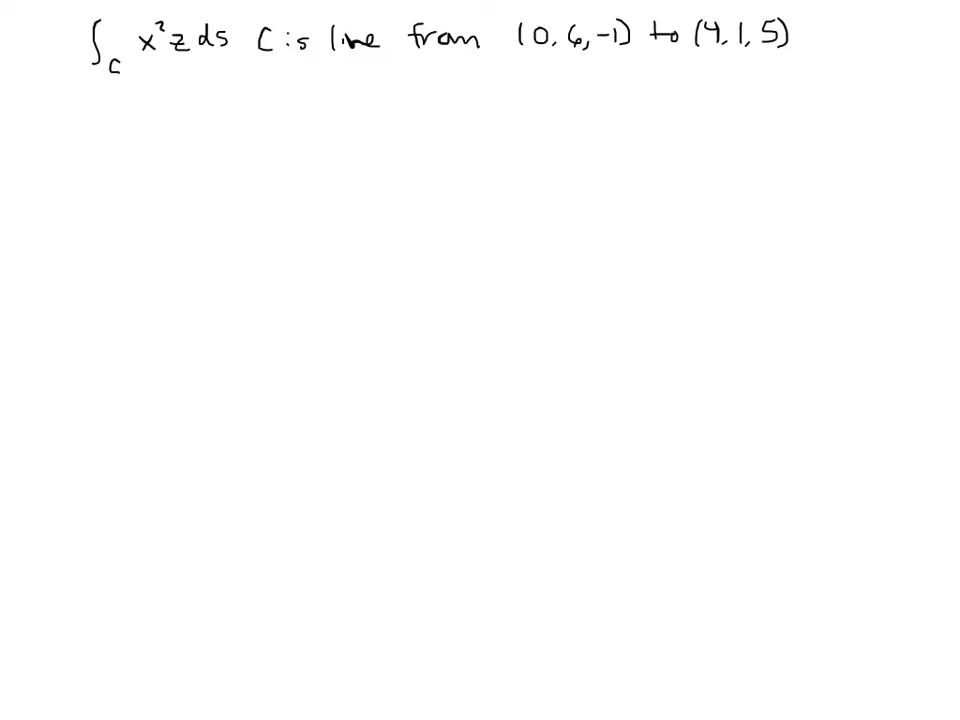 ∫_C x²z ds C is line from (0, 6, -1) to (4, 1, 5)